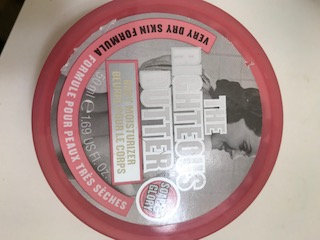 VERY DRY SKIN FORMULA
THE
RIGHTEOUS
BUTTER
SOAP &
GLORY
BODY MOISTURIZER
BEURRE POUR LE CORPS
50ml ℮ 1.69 US FL OZ
FORMULE POUR PEAUX TRÈS SÈCHES